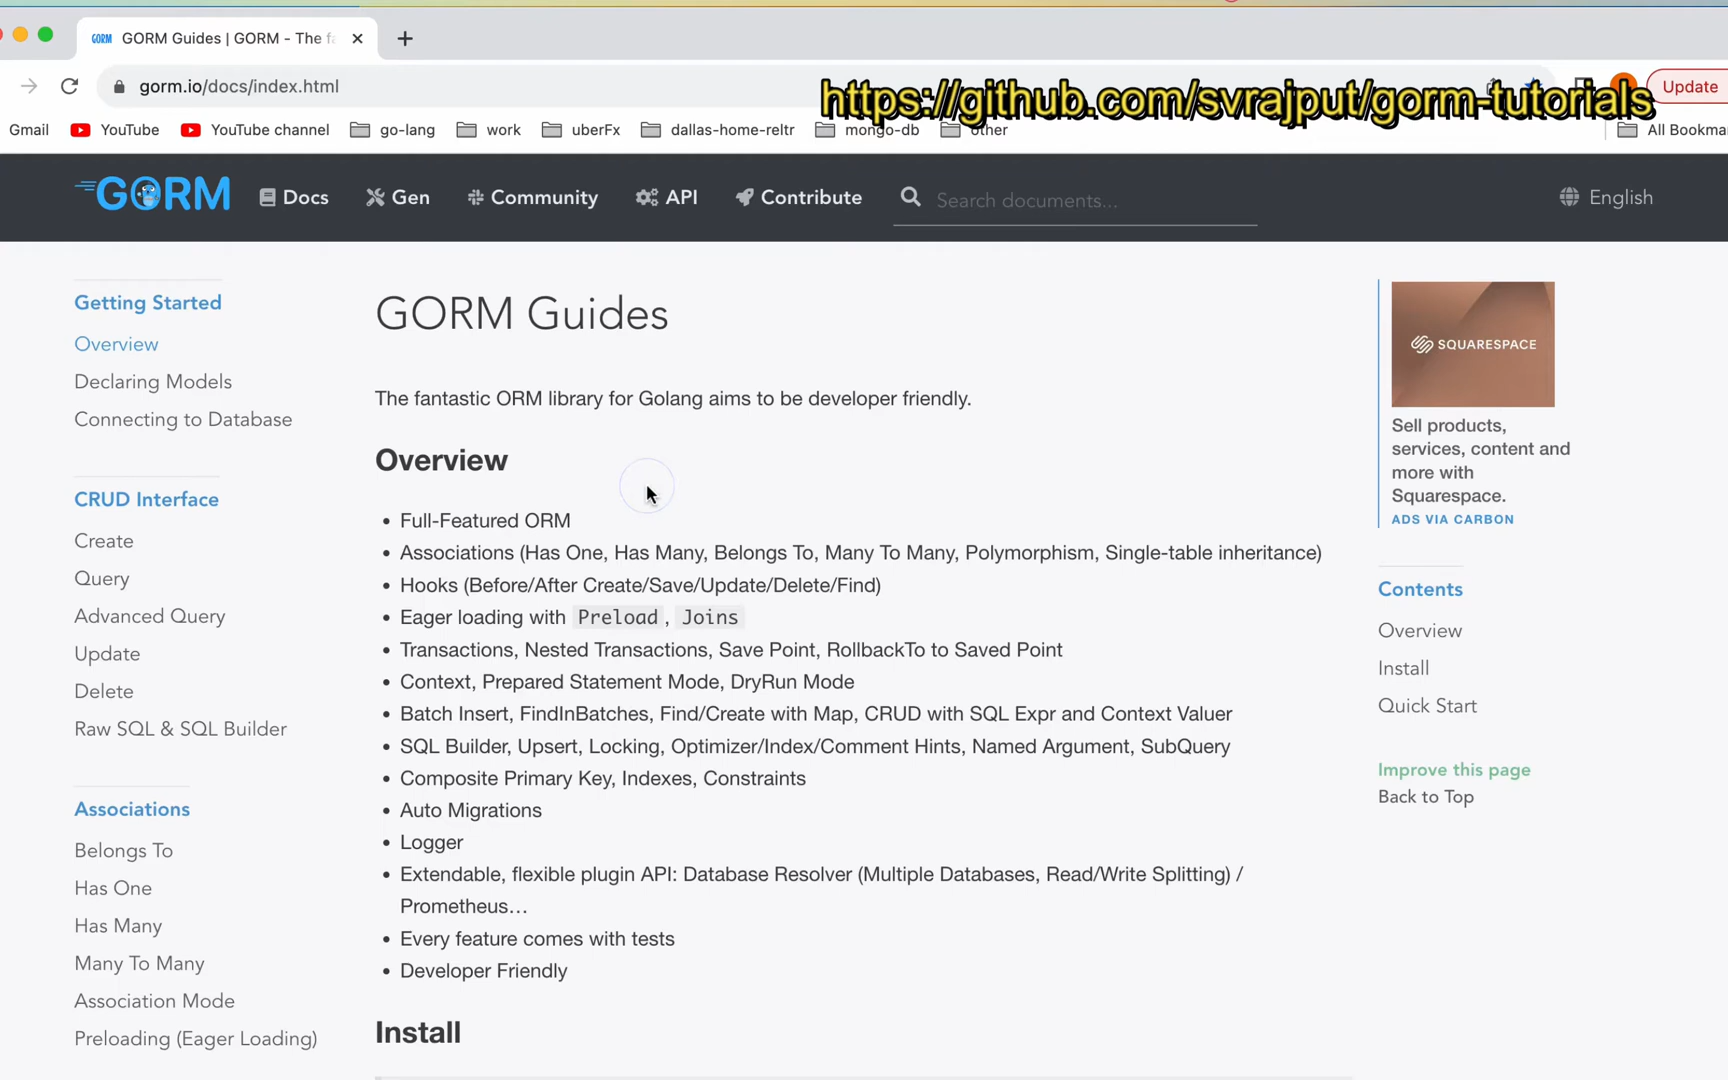 GORM GORM Guides | GORM - The fa
gorm.io/docs/index.html
https://github.com/svrajput/gorm-tutorials
Update
Gmail YouTube YouTube channel go-lang work uberFx dallas-home-reltr mongo-db other All Bookma
GORM Docs Gen Community API Contribute Search documents... English
Getting Started
Overview
Declaring Models
Connecting to Database
CRUD Interface
Create
Query
Advanced Query
Update
Delete
Raw SQL & SQL Builder
Associations
Belongs To
Has One
Has Many
Many To Many
Association Mode
Preloading (Eager Loading)
GORM Guides
The fantastic ORM library for Golang aims to be developer friendly.
Overview
• Full-Featured ORM
• Associations (Has One, Has Many, Belongs To, Many To Many, Polymorphism, Single-table inheritance)
• Hooks (Before/After Create/Save/Update/Delete/Find)
• Eager loading with Preload, Joins
• Transactions, Nested Transactions, Save Point, RollbackTo to Saved Point
• Context, Prepared Statement Mode, DryRun Mode
• Batch Insert, FindInBatches, Find/Create with Map, CRUD with SQL Expr and Context Valuer
• SQL Builder, Upsert, Locking, Optimizer/Index/Comment Hints, Named Argument, SubQuery
• Composite Primary Key, Indexes, Constraints
• Auto Migrations
• Logger
• Extendable, flexible plugin API: Database Resolver (Multiple Databases, Read/Write Splitting) /
Prometheus…
• Every feature comes with tests
• Developer Friendly
Install
SQUARESPACE
Sell products,
services, content and
more with
Squarespace.
ADS VIA CARBON
Contents
Overview
Install
Quick Start
Improve this page
Back to Top